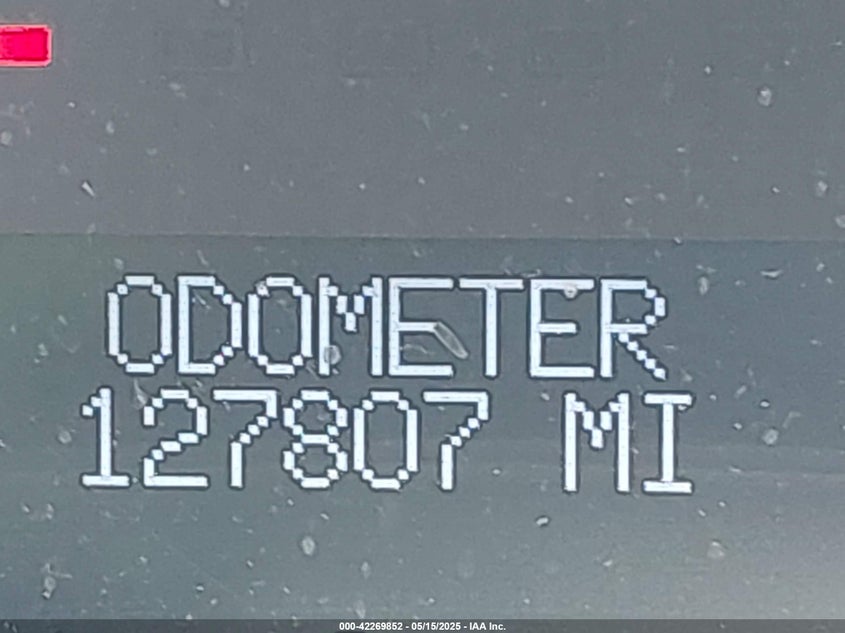 ODOMETER
127807 MI
000-42269852 - 05/15/2025 - IAA Inc.